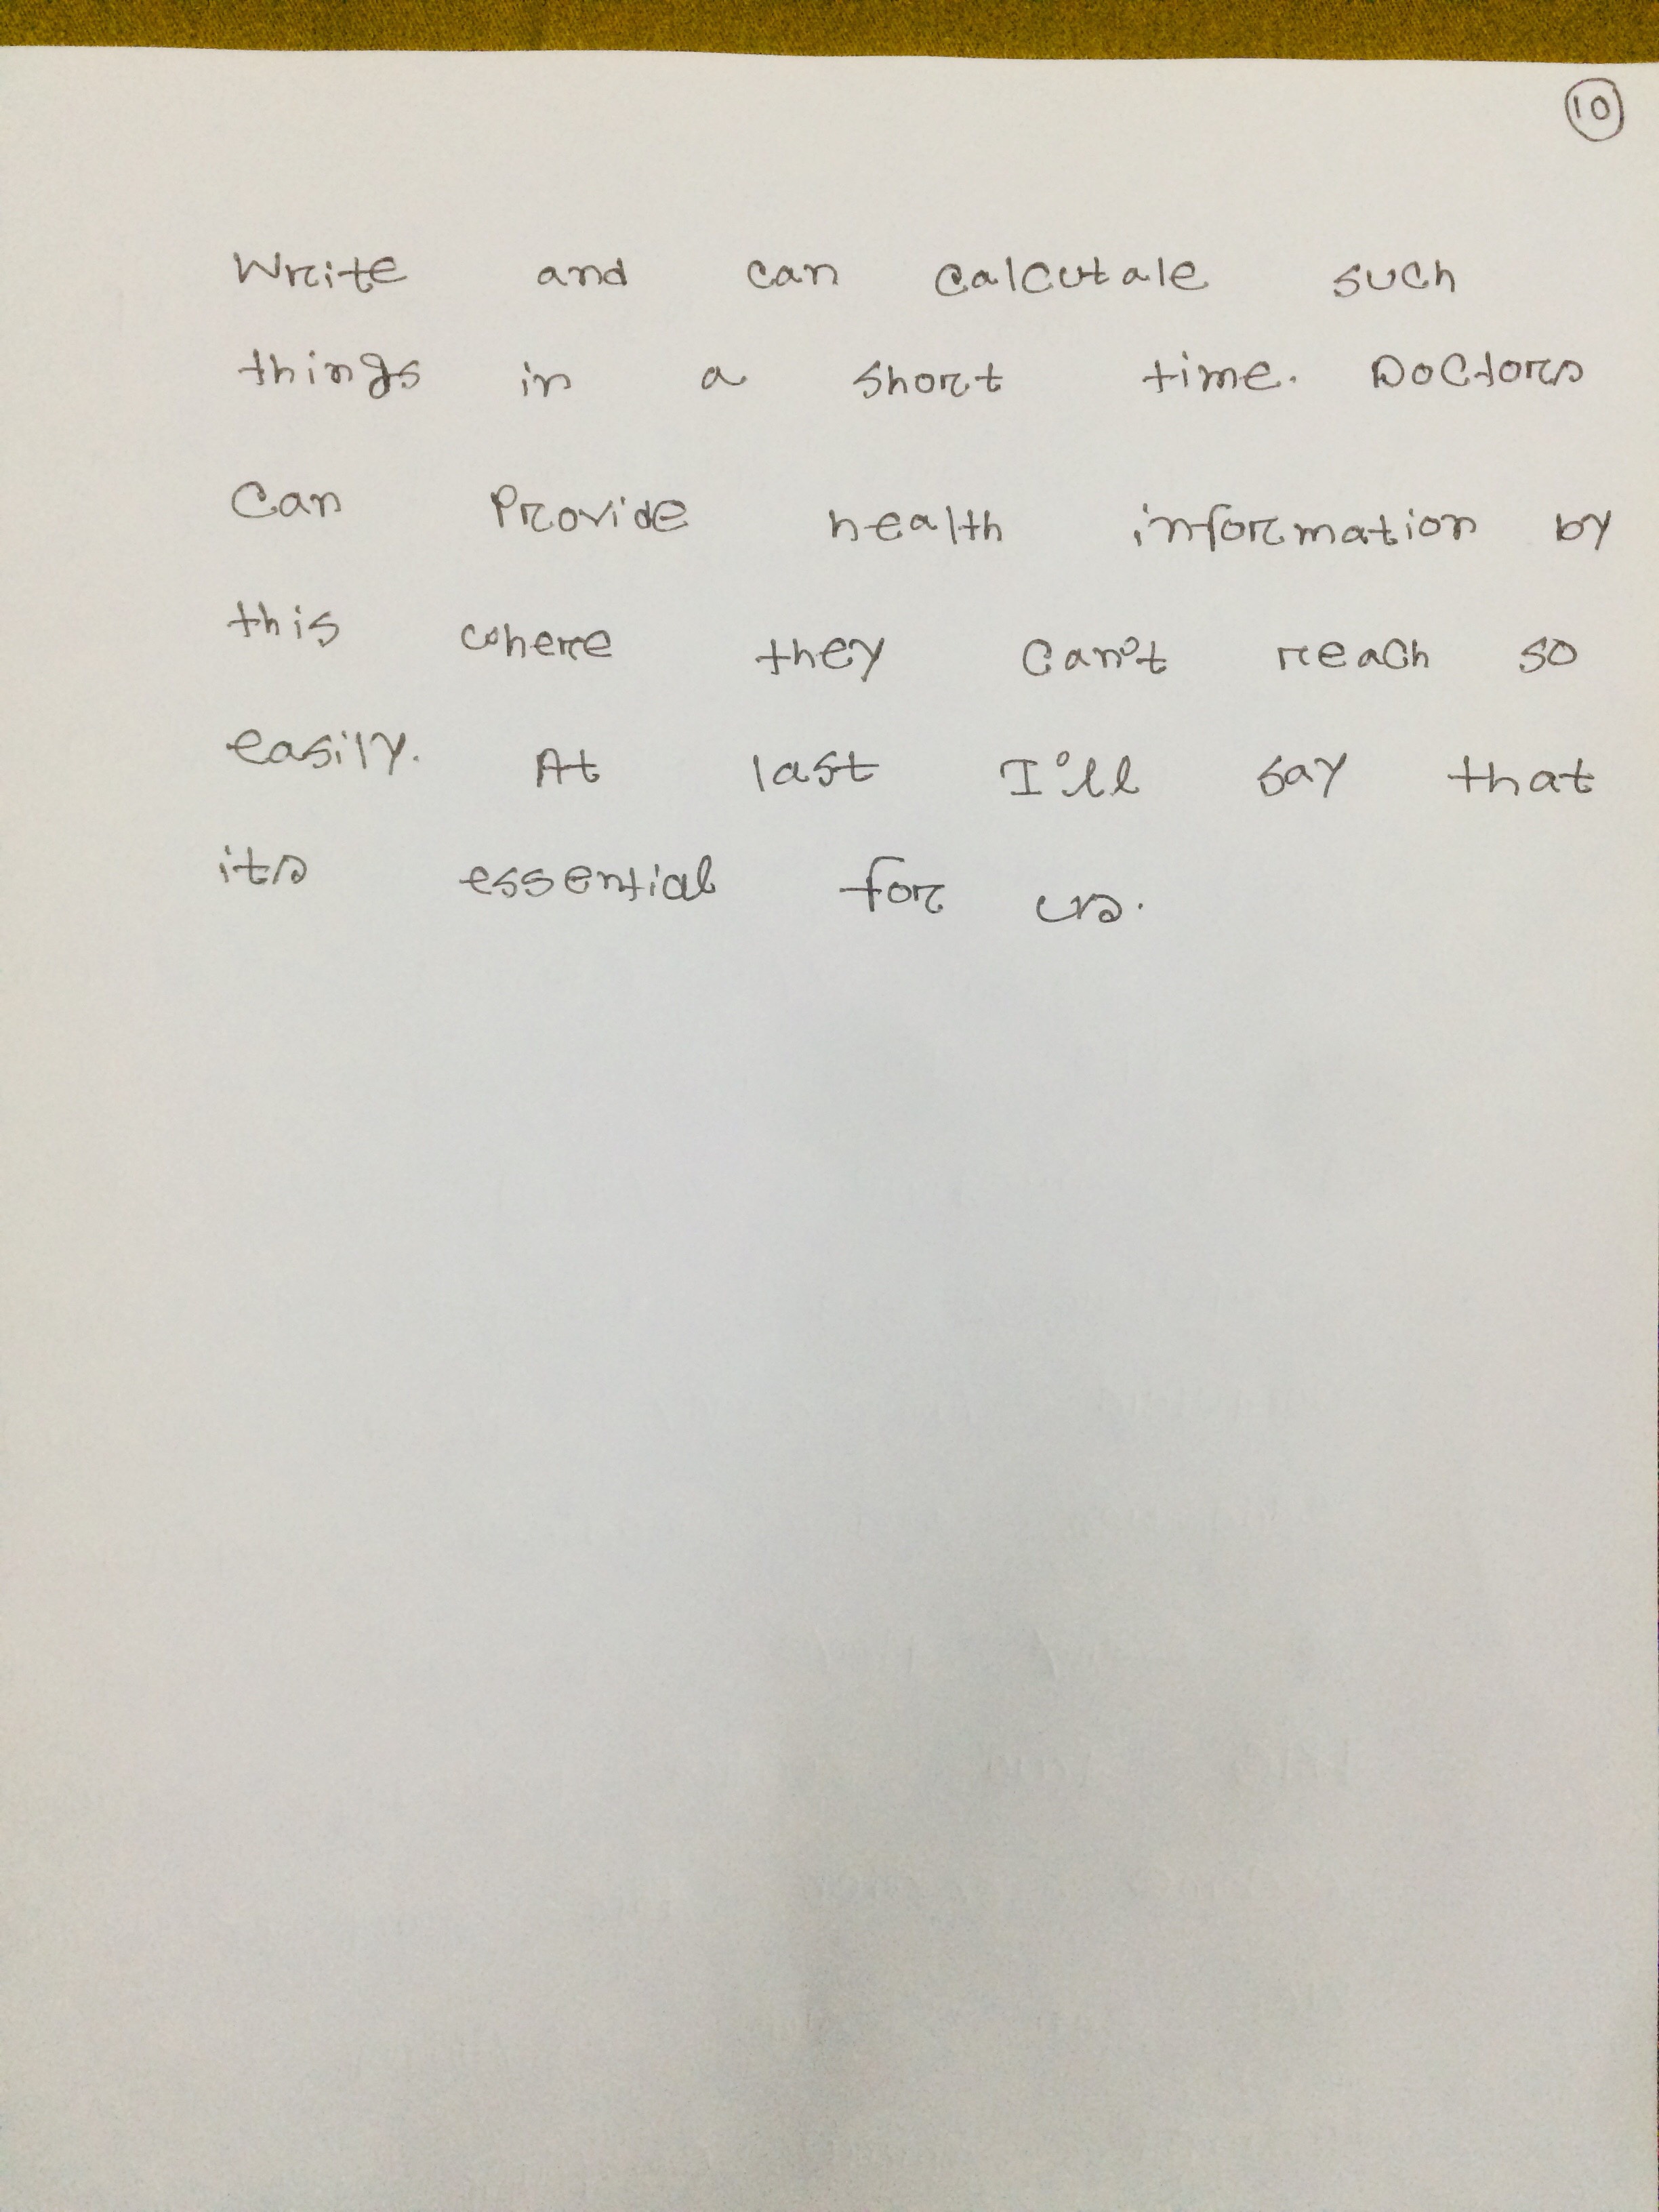 10
Write and can calcutale such
things in a short time. Doctors
Can Provide health information by
this where they can't reach so
easily. At last I'll say that
its essential for us.